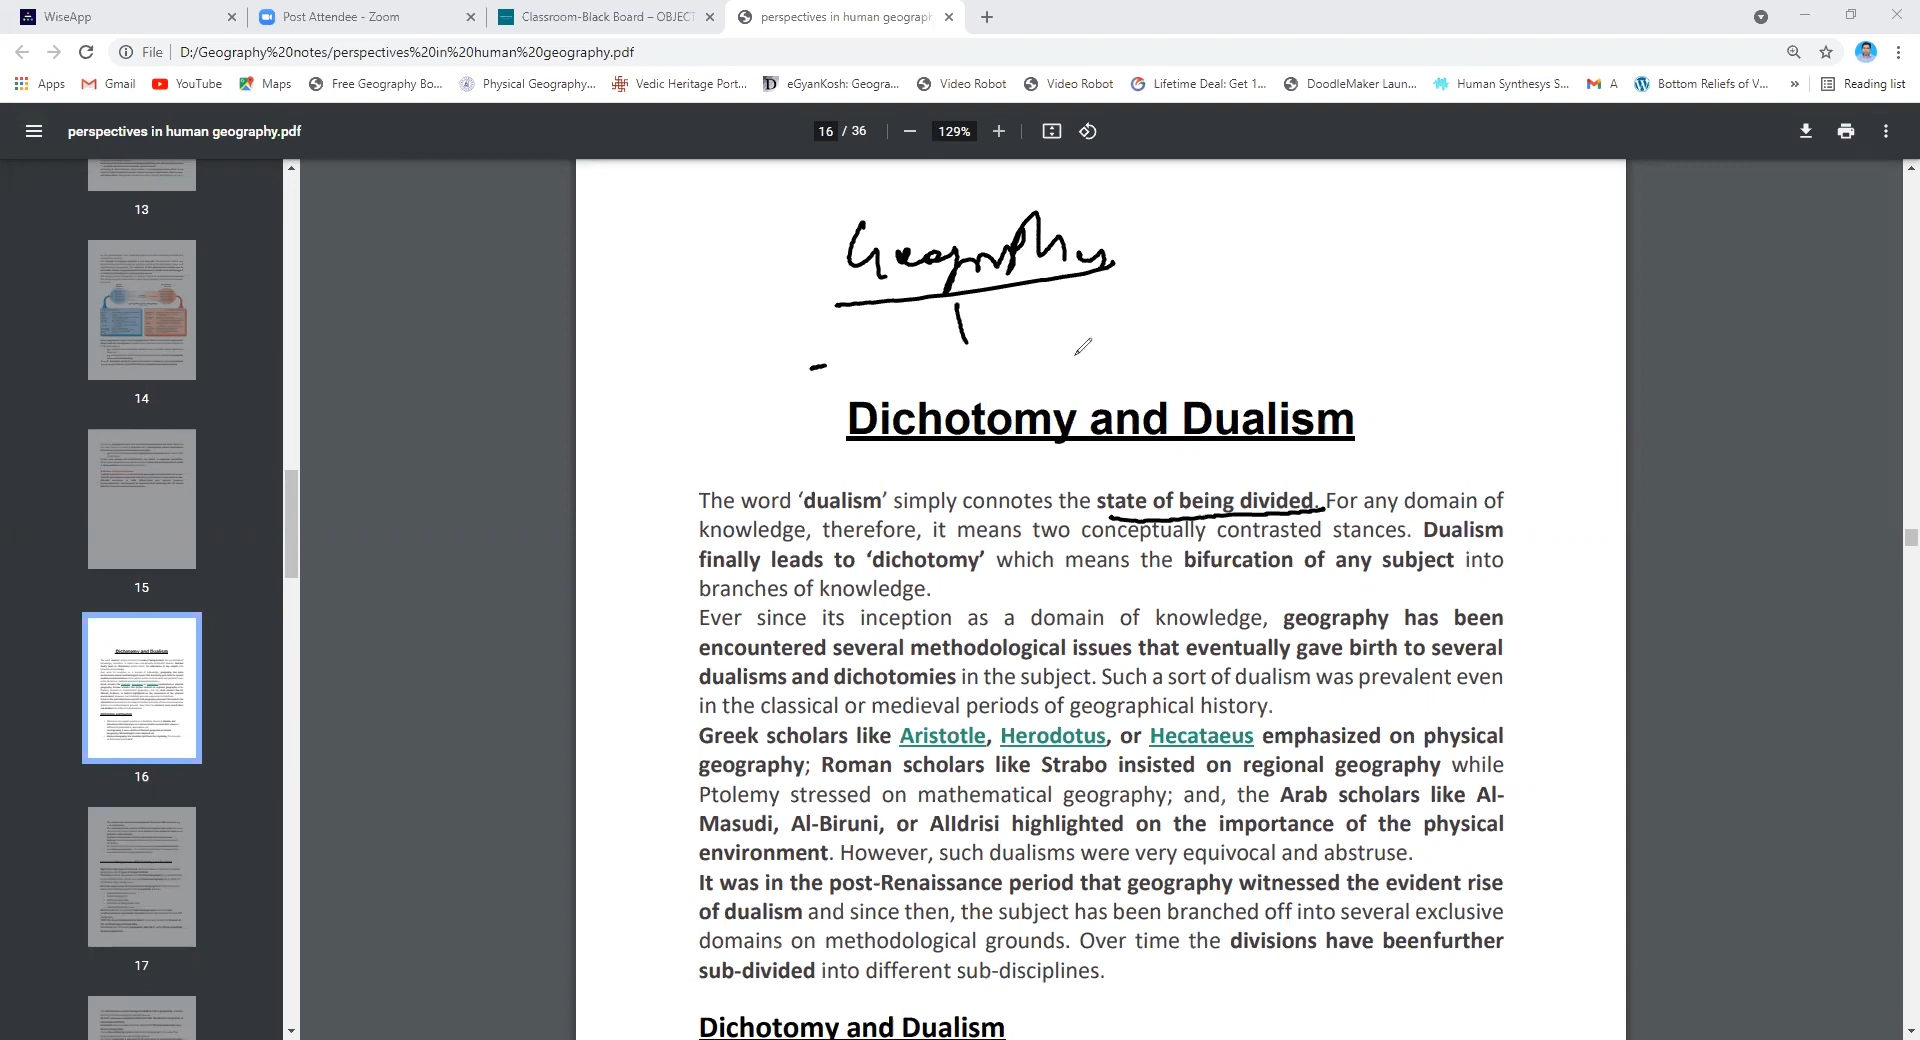 WiseApp
Post Attendee - Zoom
Classroom-Black Board – OBJECT
perspectives in human geograph
File | D:/Geography%20notes/perspectives%20in%20human%20geography.pdf
Apps
Gmail
YouTube
Maps
Free Geography Bo...
Physical Geography...
Vedic Heritage Port...
eGyanKosh: Geogra...
Video Robot
Video Robot
Lifetime Deal: Get 1...
DoodleMaker Laun...
Human Synthesys S...
A
Bottom Reliefs of V...
»
Reading list
perspectives in human geography.pdf
16 / 36
129%
13
14
15
16
17
Geography
Dichotomy and Dualism
The word ‘dualism’ simply connotes the state of being divided. For any domain of
knowledge, therefore, it means two conceptually contrasted stances. Dualism
finally leads to ‘dichotomy’ which means the bifurcation of any subject into
branches of knowledge.
Ever since its inception as a domain of knowledge, geography has been
encountered several methodological issues that eventually gave birth to several
dualisms and dichotomies in the subject. Such a sort of dualism was prevalent even
in the classical or medieval periods of geographical history.
Greek scholars like Aristotle, Herodotus, or Hecataeus emphasized on physical
geography; Roman scholars like Strabo insisted on regional geography while
Ptolemy stressed on mathematical geography; and, the Arab scholars like Al-
Masudi, Al-Biruni, or AlIdrisi highlighted on the importance of the physical
environment. However, such dualisms were very equivocal and abstruse.
It was in the post-Renaissance period that geography witnessed the evident rise
of dualism and since then, the subject has been branched off into several exclusive
domains on methodological grounds. Over time the divisions have beenfurther
sub-divided into different sub-disciplines.
Dichotomy and Dualism